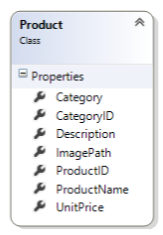 Product
Class
Properties
Category
CategoryID
Description
ImagePath
ProductID
ProductName
UnitPrice